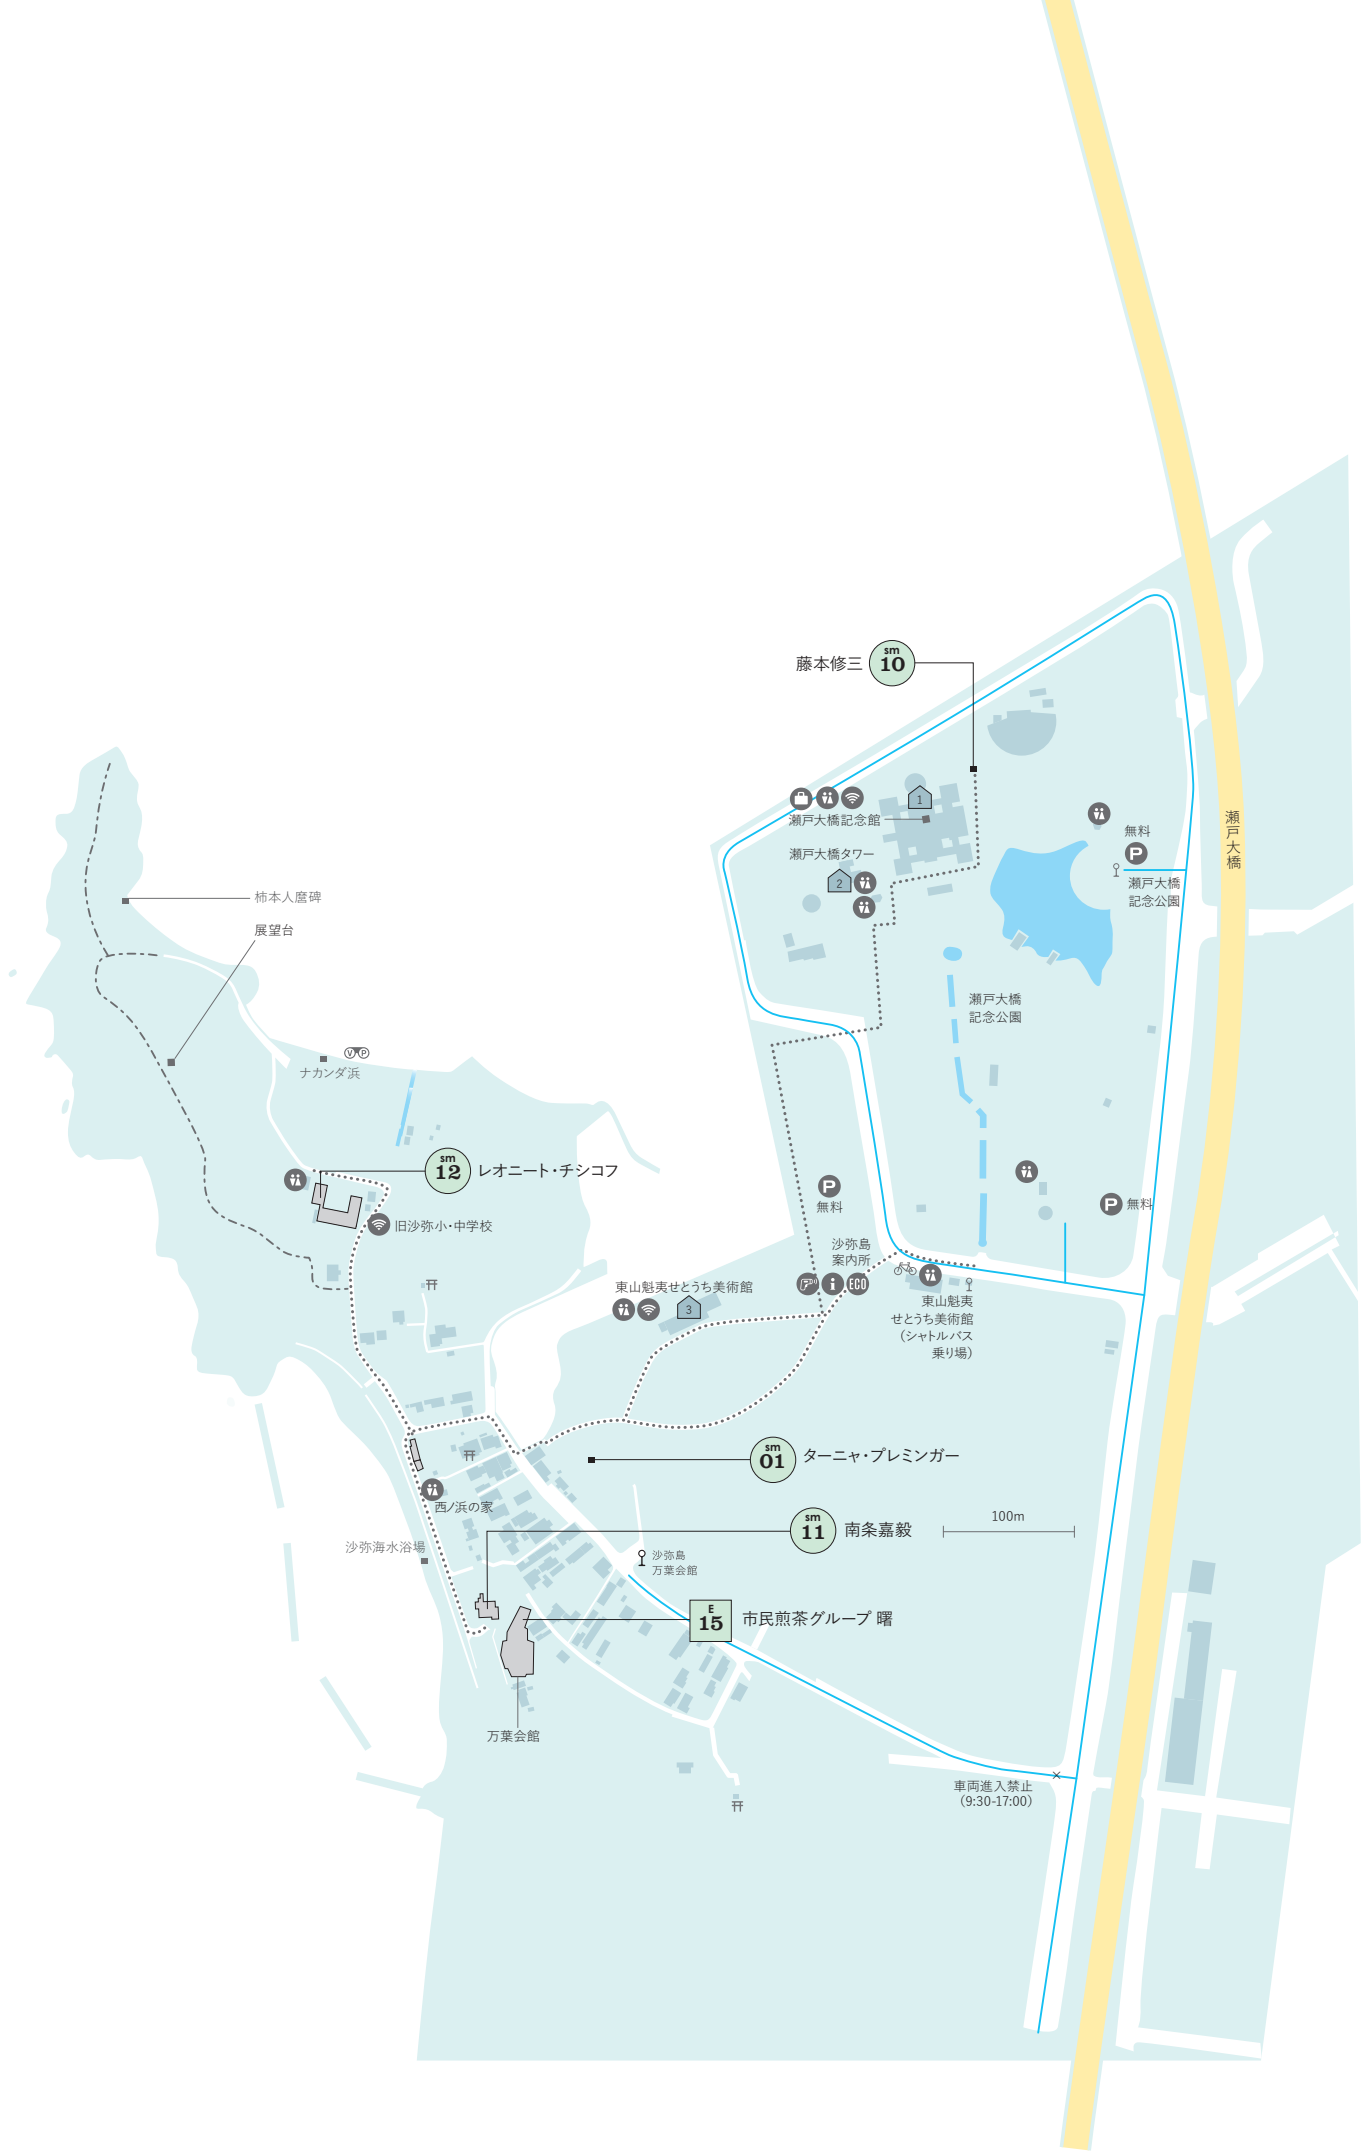 瀬戸大橋
sm
10
藤本修三
1
瀬戸大橋記念館
瀬戸大橋タワー
2
無料
P
瀬戸大橋
記念公園
柿本人麿碑
展望台
瀬戸大橋
記念公園
V P
ナカンダ浜
sm
12
レオニート・チシコフ
旧沙弥小・中学校
P
無料
P 無料
沙弥島
案内所
i
ECO
東山魁夷せとうち美術館
3
東山魁夷
せとうち美術館
(シャトルバス
乗り場)
sm
01
ターニャ・プレミンガー
西ノ浜の家
sm
11
南条嘉毅
100m
沙弥海水浴場
沙弥島
万葉会館
E
15
市民煎茶グループ 曙
万葉会館
車両進入禁止
(9:30-17:00)